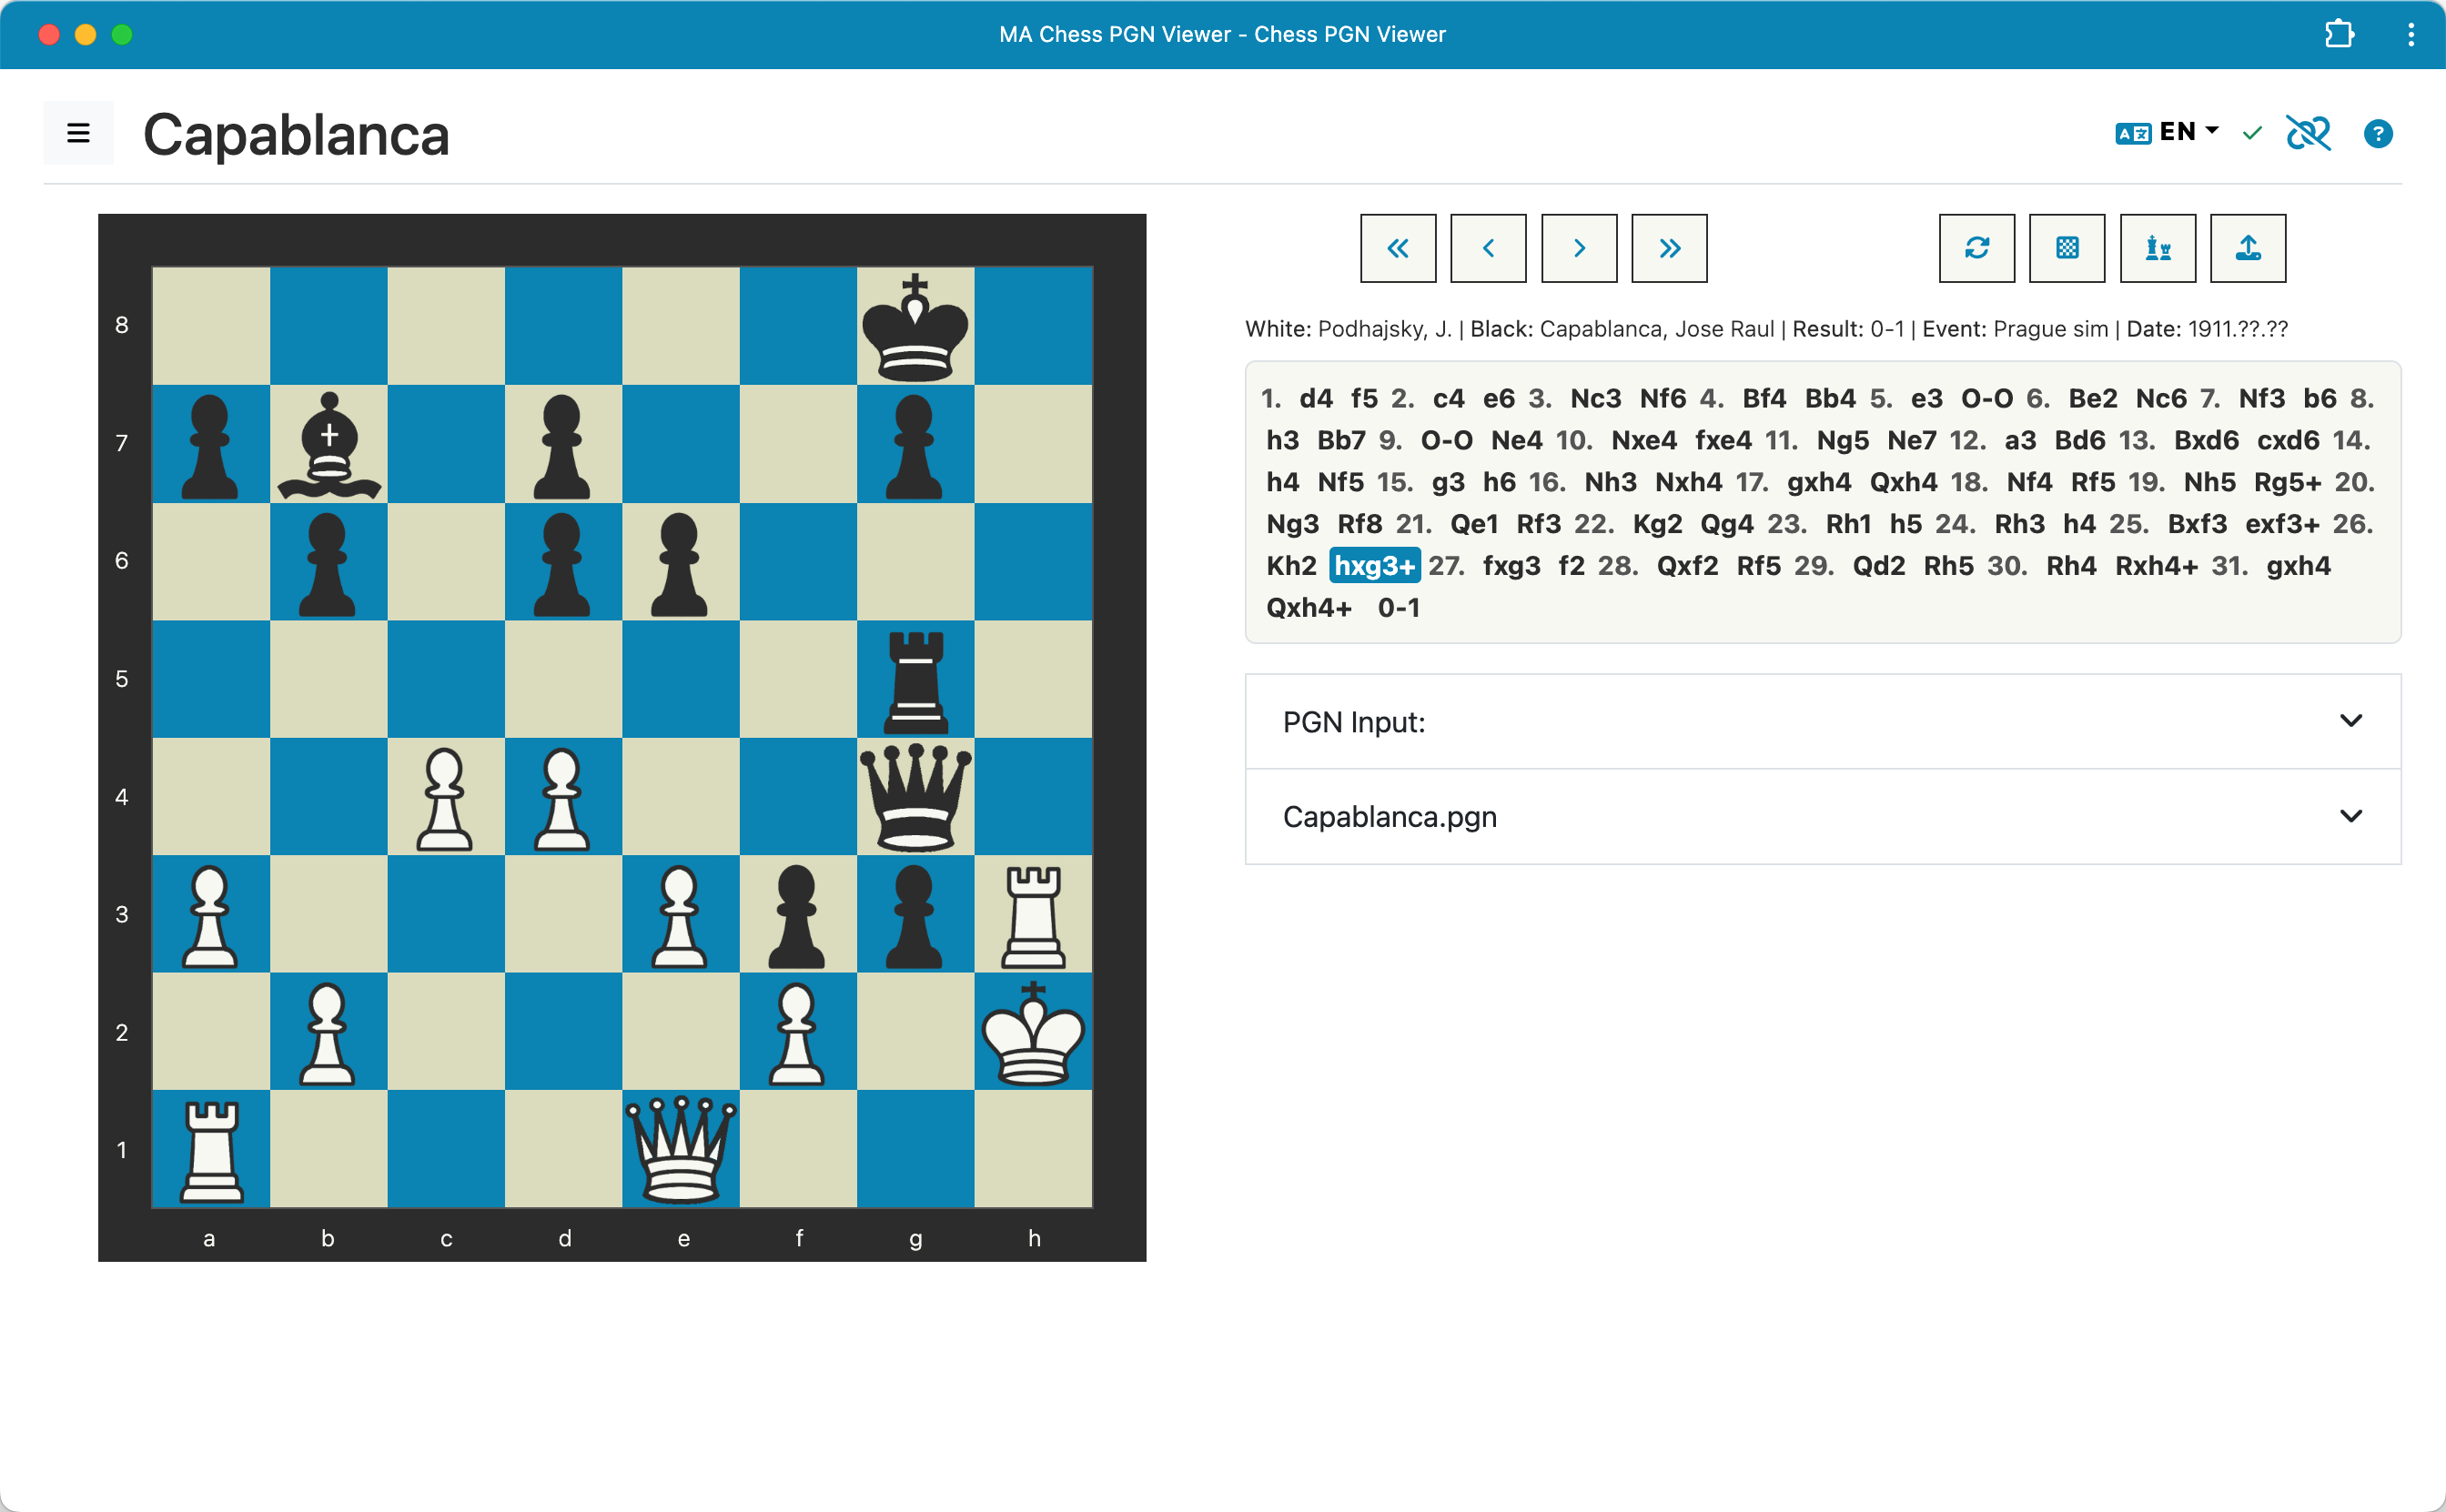 MA Chess PGN Viewer - Chess PGN Viewer
Capablanca
EN
White: Podhajsky, J. | Black: Capablanca, Jose Raul | Result: 0-1 | Event: Prague sim | Date: 1911.??.??
1. d4 f5 2. c4 e6 3. Nc3 Nf6 4. Bf4 Bb4 5. e3 O-O 6. Be2 Nc6 7. Nf3 b6 8.
h3 Bb7 9. O-O Ne4 10. Nxe4 fxe4 11. Ng5 Ne7 12. a3 Bd6 13. Bxd6 cxd6 14.
h4 Nf5 15. g3 h6 16. Nh3 Nxh4 17. gxh4 Qxh4 18. Nf4 Rf5 19. Nh5 Rg5+ 20.
Ng3 Rf8 21. Qe1 Rf3 22. Kg2 Qg4 23. Rh1 h5 24. Rh3 h4 25. Bxf3 exf3+ 26.
Kh2 hxg3+ 27. fxg3 f2 28. Qxf2 Rf5 29. Qd2 Rh5 30. Rh4 Rxh4+ 31. gxh4
Qxh4+ 0-1
PGN Input:
Capablanca.pgn
8
7
6
5
4
3
2
1
a b c d e f g h